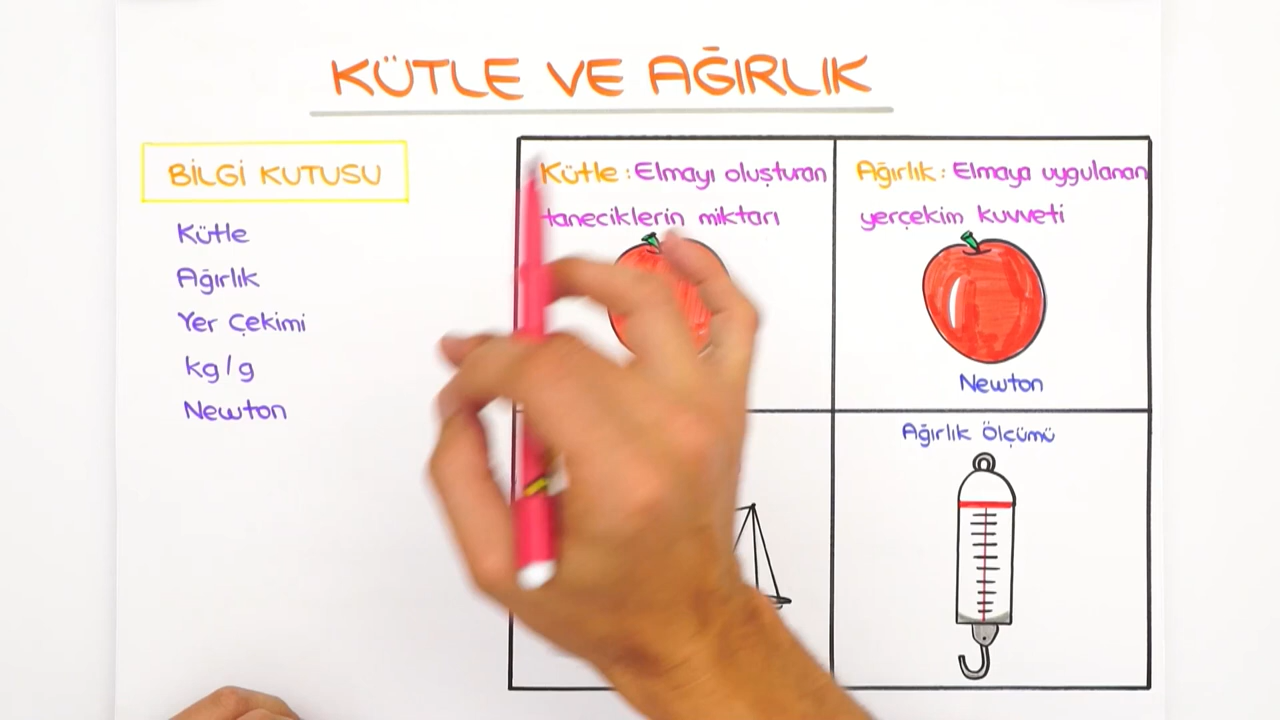 KÜTLE VE AĞIRLIK
BİLGİ KUTUSU
Kütle
Ağırlık
Yer Çekimi
kg/g
Newton
Kütle : Elmayı oluşturan
taneciklerin miktarı
Ağırlık : Elmaya uygulanan
yerçekim kuvveti
Newton
Ağırlık Ölçümü